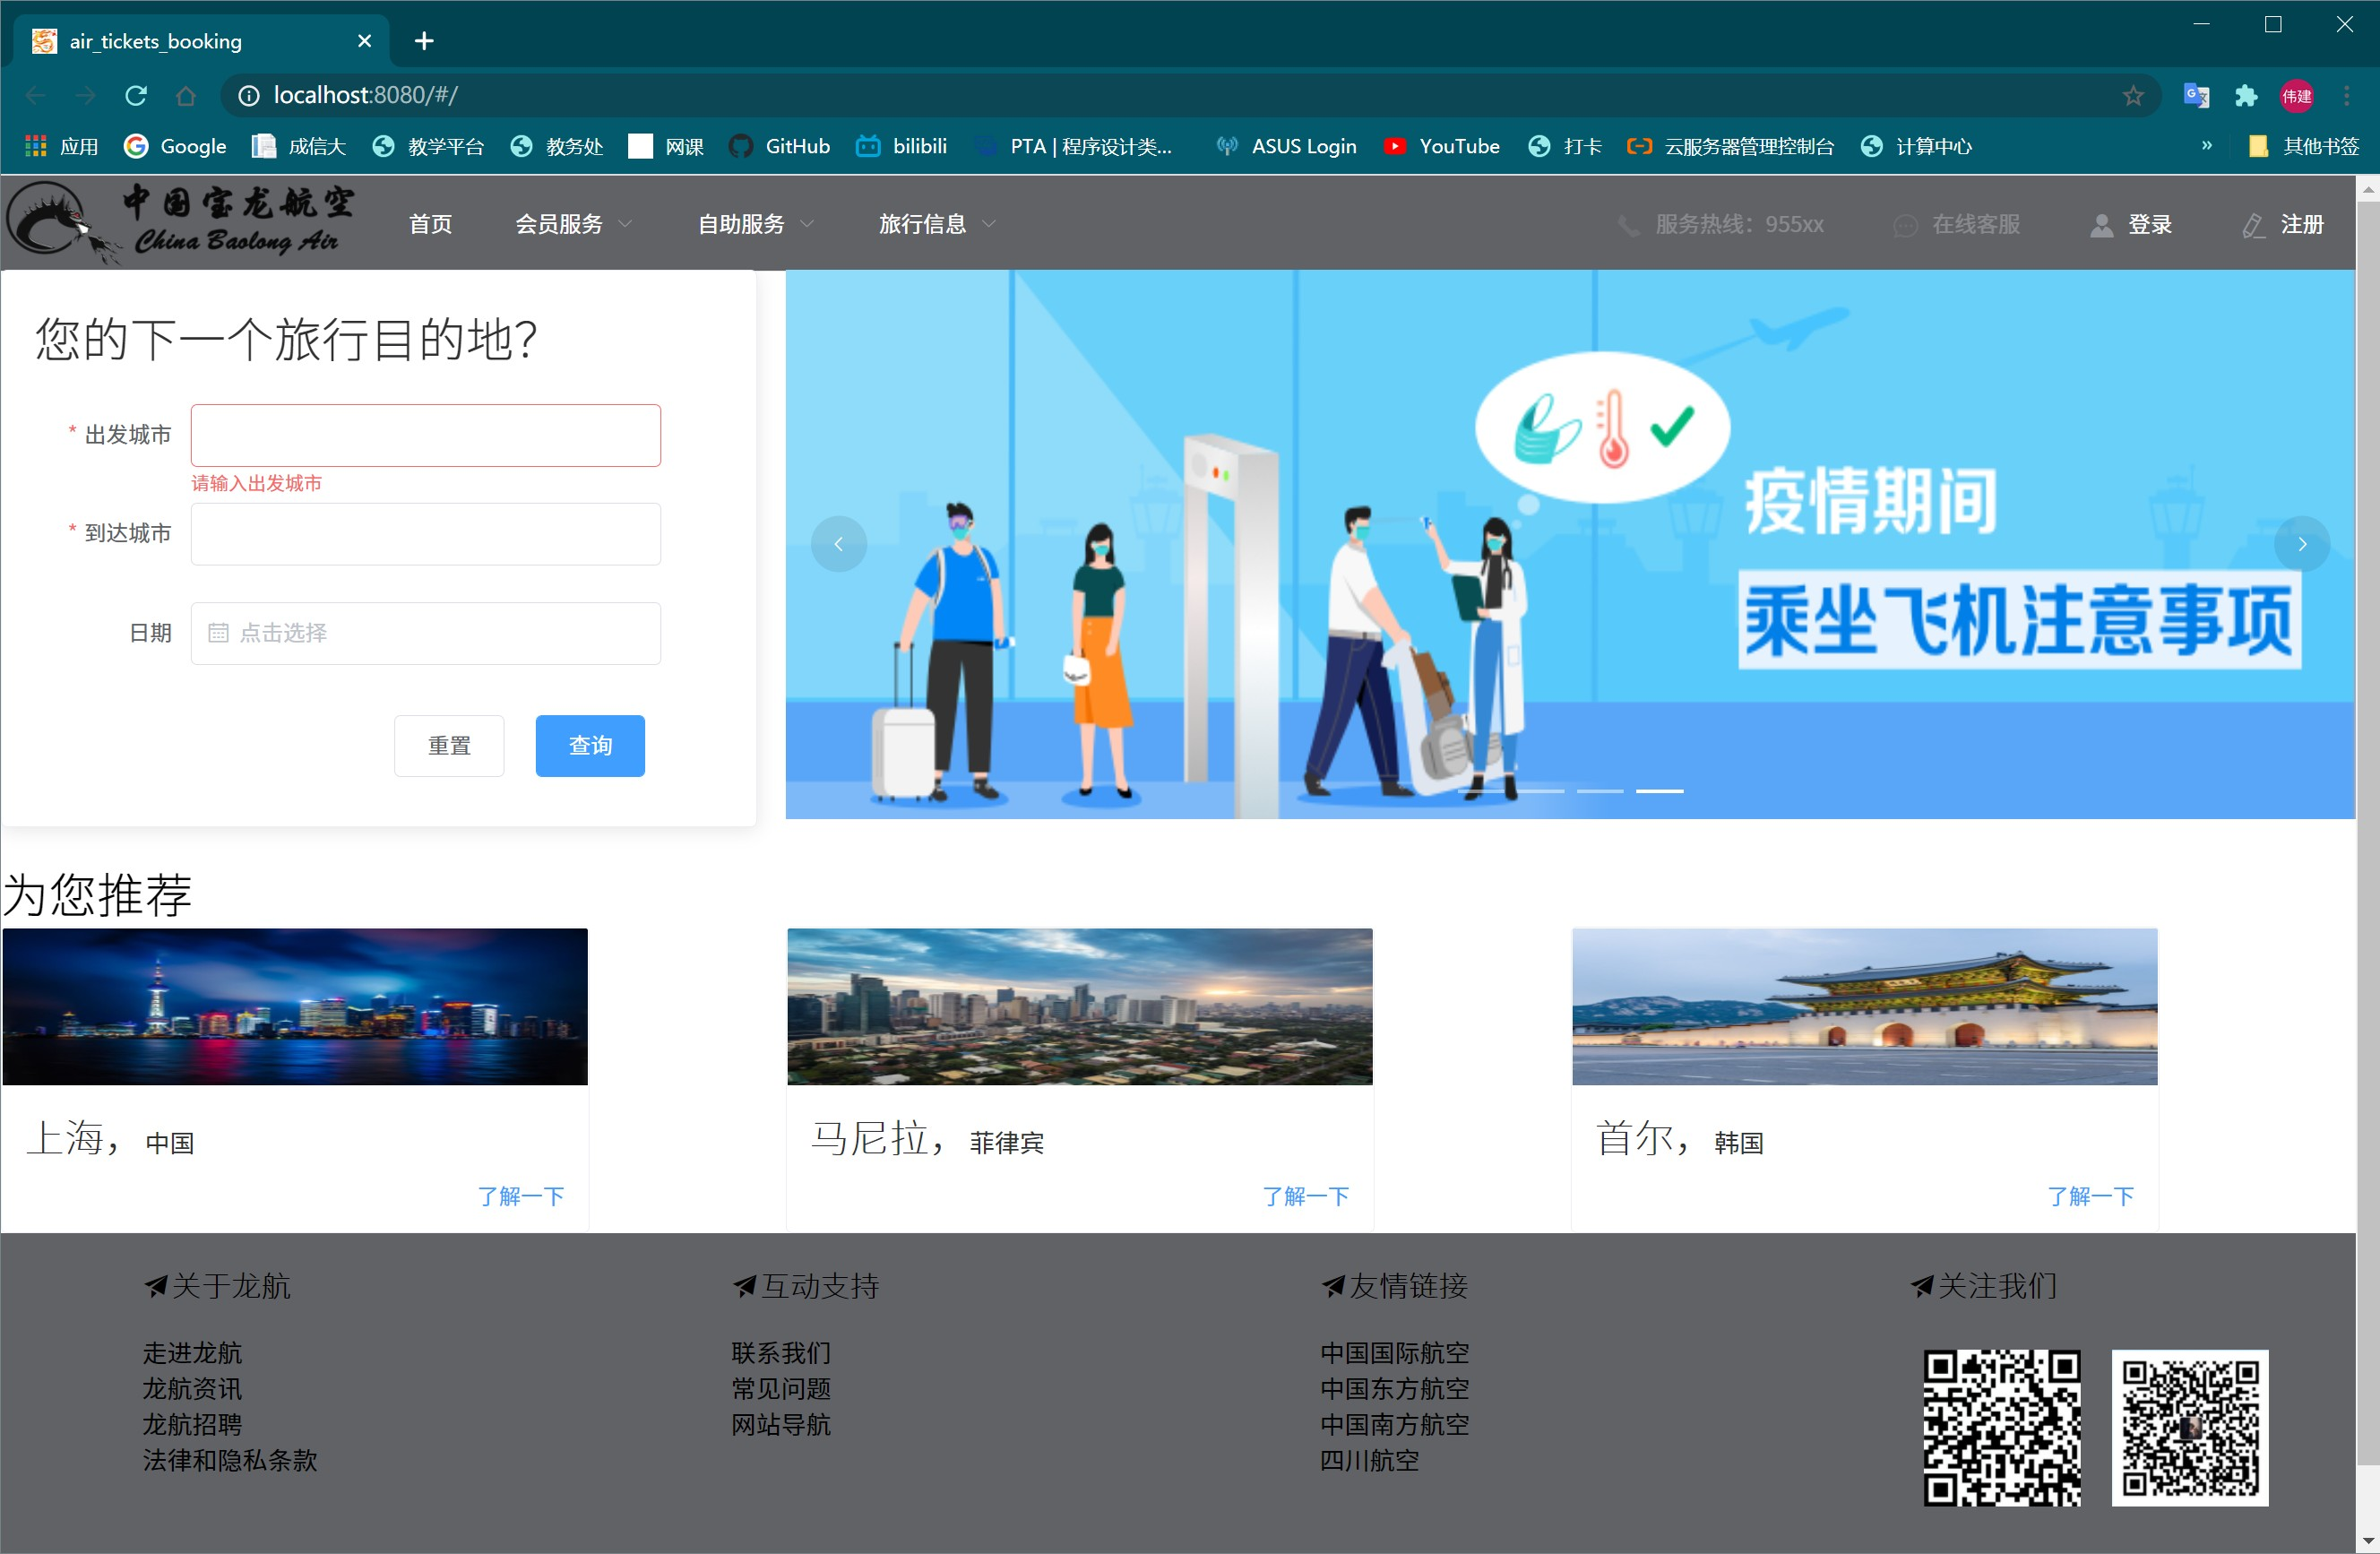 air_tickets_booking
localhost:8080/#/
伟建
应用 Google 成信大 教学平台 教务处 网课 GitHub bilibili PTA | 程序设计类... ASUS Login YouTube 打卡 云服务器管理控制台 计算中心 » 其他书签
中国宝龙航空
China Baolong Air
首页 会员服务 自助服务 旅行信息 服务热线：955xx 在线客服 登录 注册
您的下一个旅行目的地？
* 出发城市
请输入出发城市
* 到达城市
日期 点击选择
重置 查询
疫情期间
乘坐飞机注意事项
为您推荐
上海， 中国
了解一下
马尼拉， 菲律宾
了解一下
首尔， 韩国
了解一下
关于龙航
走进龙航
龙航资讯
龙航招聘
法律和隐私条款
互动支持
联系我们
常见问题
网站导航
友情链接
中国国际航空
中国东方航空
中国南方航空
四川航空
关注我们